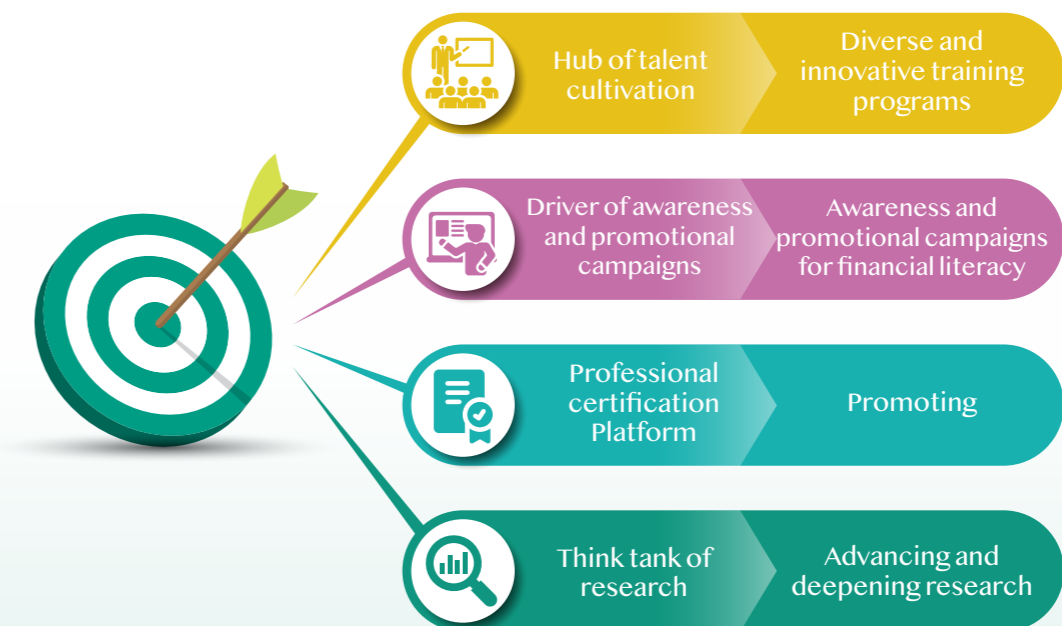 Hub of talent
cultivation
Diverse and
innovative training
programs
Driver of awareness
and promotional
campaigns
Awareness and
promotional campaigns
for financial literacy
Professional
certification
Platform
Promoting
Think tank of
research
Advancing and
deepening research